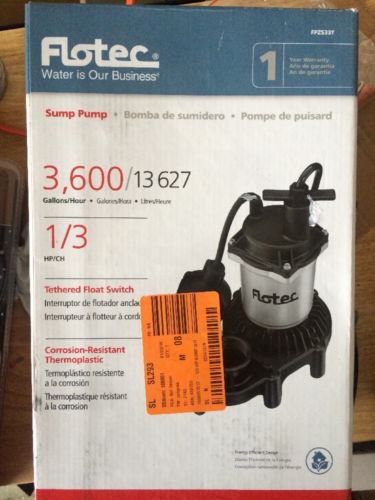 FPZS33T
Flotec®
Water is Our Business®
1
Year Warranty
Año de garantía
An de garantie
Sump Pump • Bomba de sumidero • Pompe de puisard
3,600/13 627
Gallons/Hour • Galones/Hora • Litres/Heure
1/3
HP/CH
Tethered Float Switch
Interruptor de flotador
Interrupteur à flotteur à
Corrosion-Resistant
Thermoplastic
Termoplástico resistente
a la corrosión
Thermoplastique résistant
à la corrosion
Flotec
SL
SL293
M
08
Energy Efficient Design